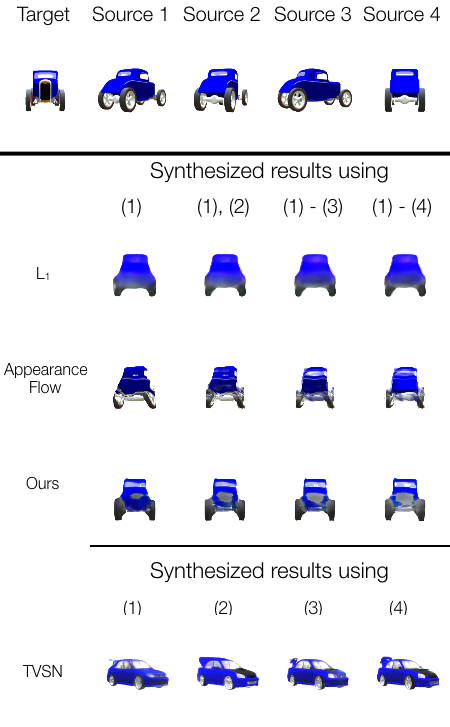 Target Source 1 Source 2 Source 3 Source 4
Synthesized results using
(1) (1), (2) (1) - (3) (1) - (4)
L1
Appearance
Flow
Ours
Synthesized results using
(1) (2) (3) (4)
TVSN